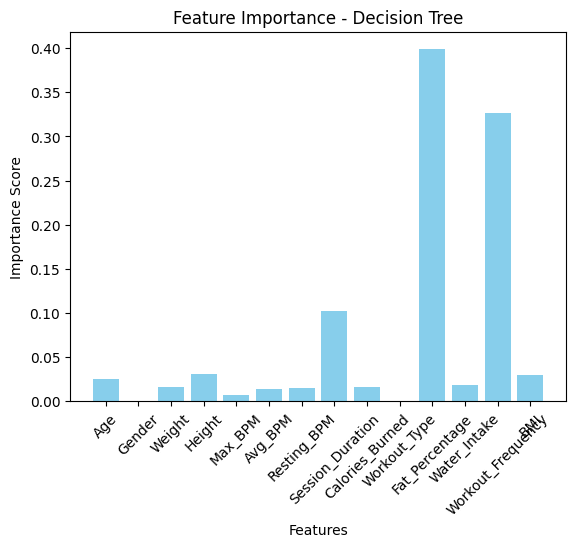 Feature Importance - Decision Tree
0.40
0.35
0.30
0.25
0.20
0.15
0.10
0.05
0.00
Importance Score
Age
Gender
Weight
Height
Max_BPM
Avg_BPM
Resting_BPM
Session_Duration
Calories_Burned
Workout_Type
Fat_Percentage
Water_Intake
Workout_Frequency
BMI
Features